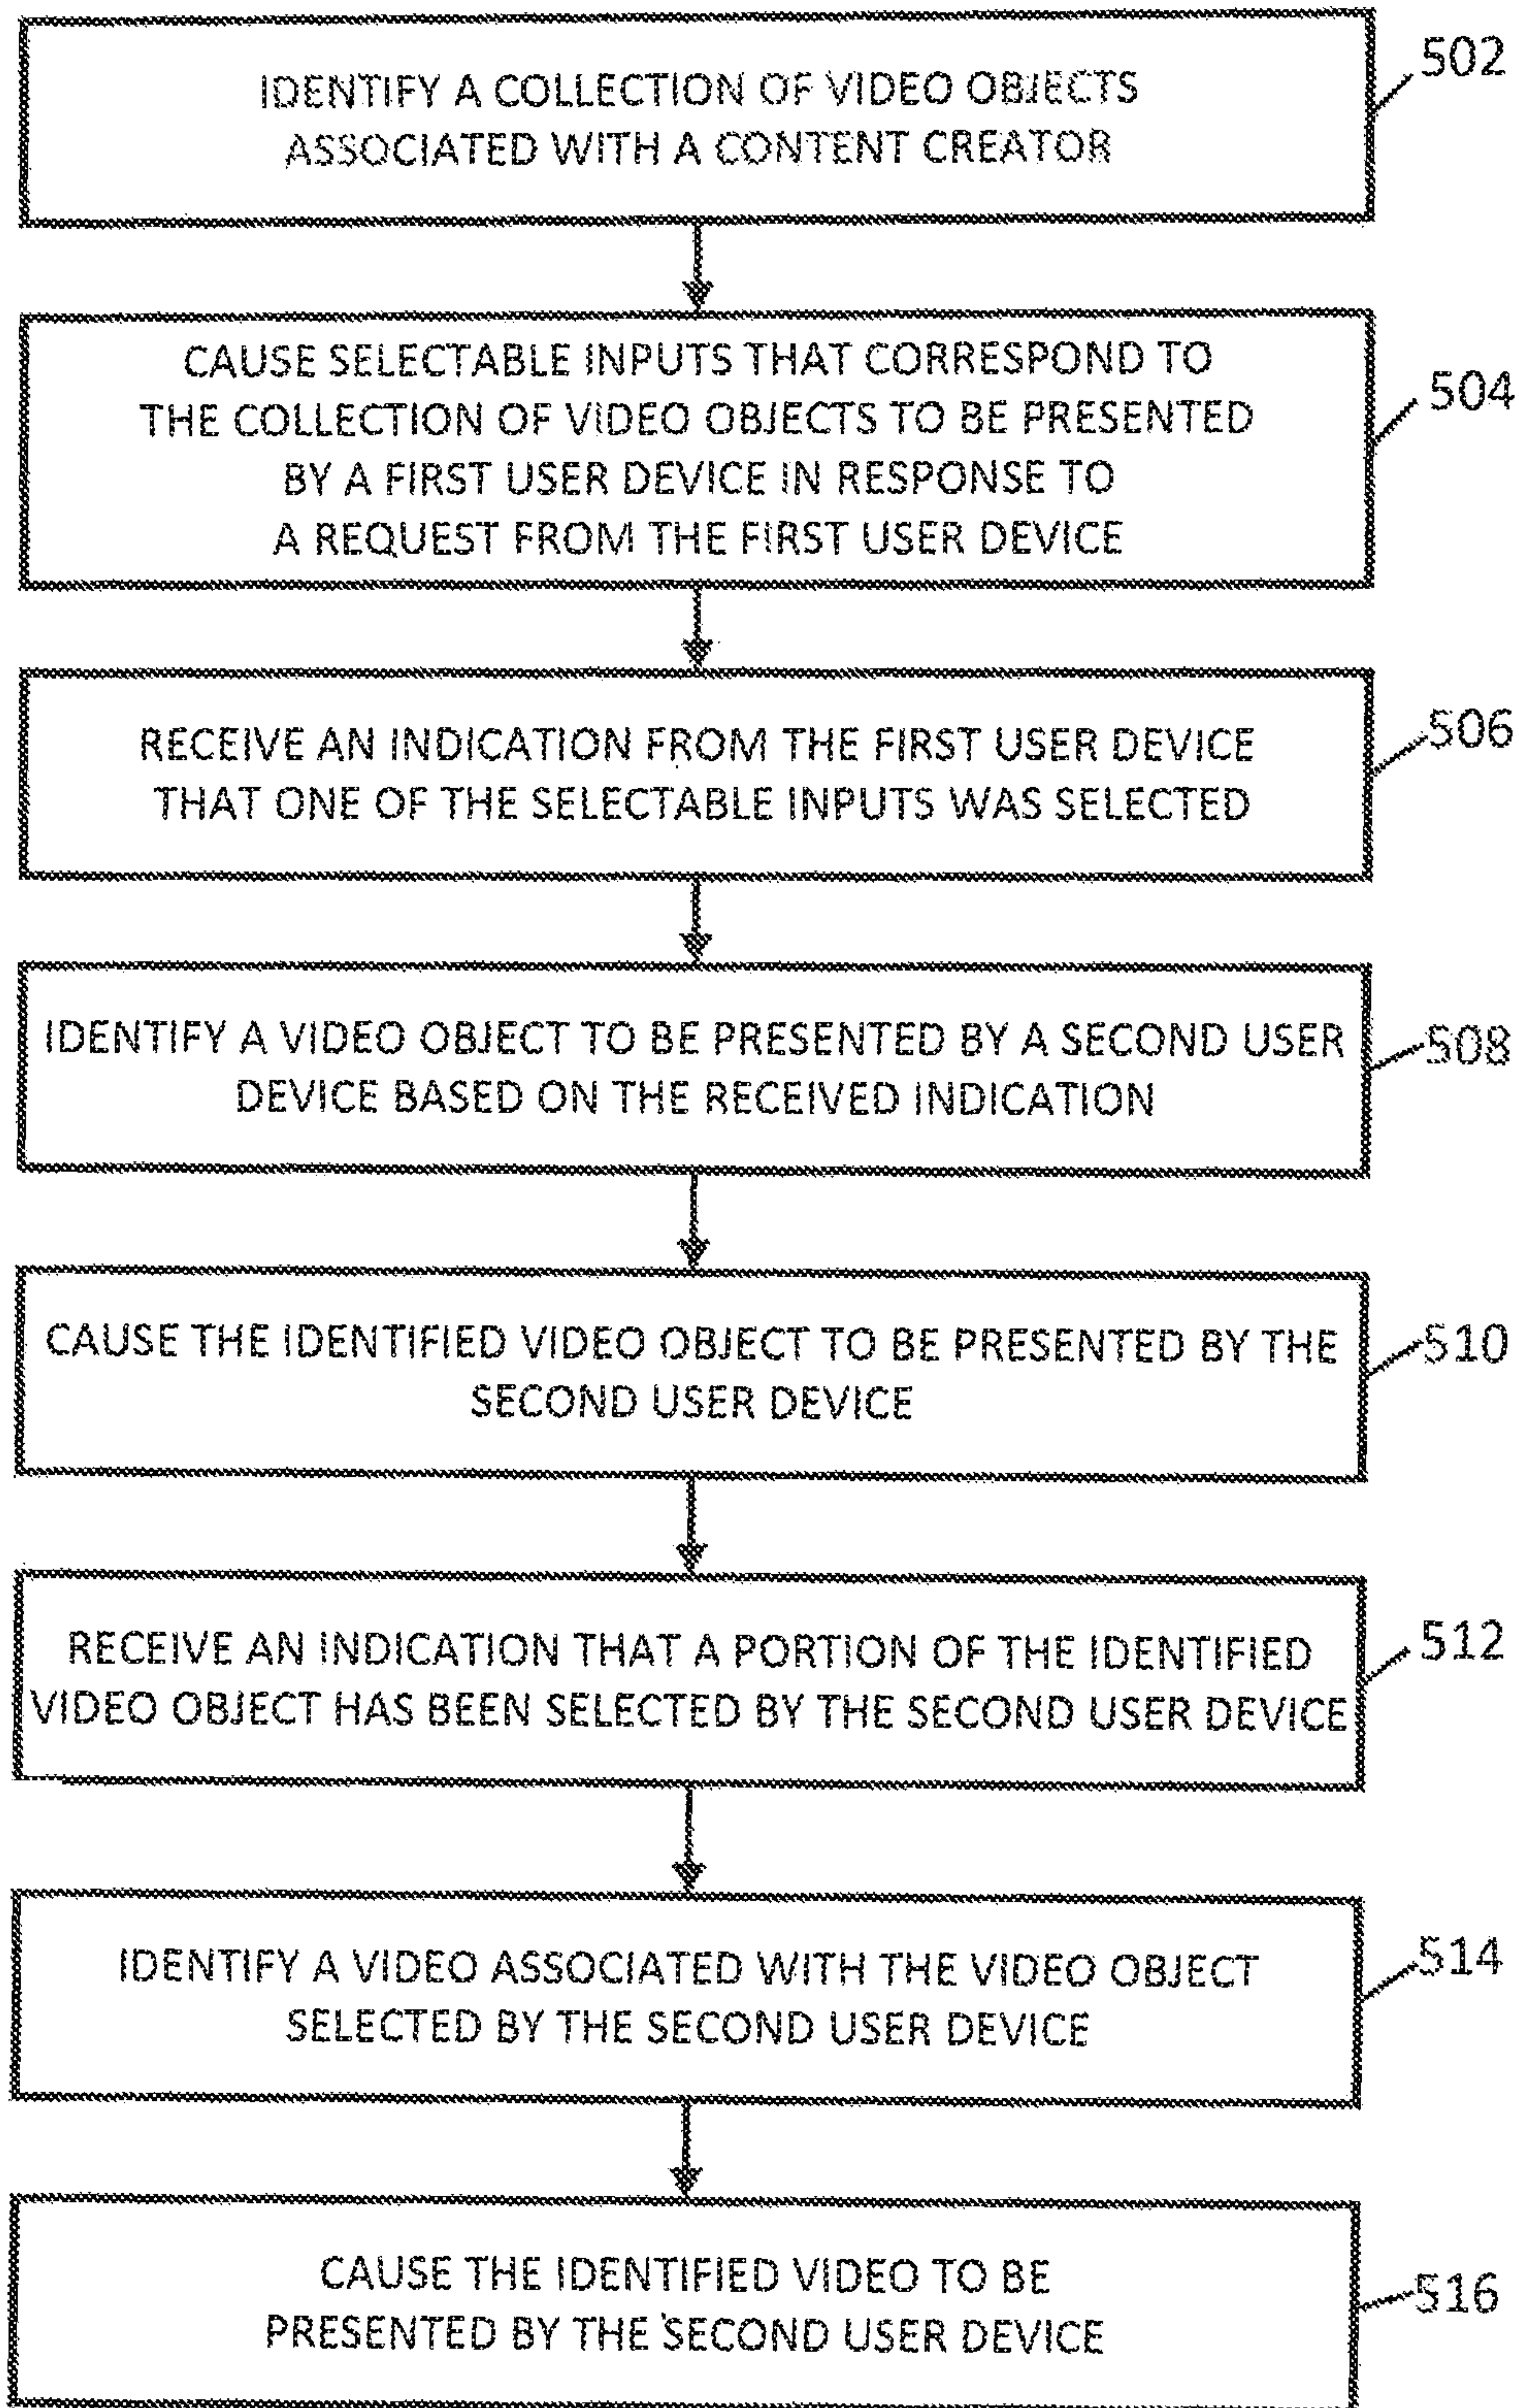 IDENTIFY A COLLECTION OF VIDEO OBJECTS
ASSOCIATED WITH A CONTENT CREATOR
502
CAUSE SELECTABLE INPUTS THAT CORRESPOND TO
THE COLLECTION OF VIDEO OBJECTS TO BE PRESENTED
BY A FIRST USER DEVICE IN RESPONSE TO
A REQUEST FROM THE FIRST USER DEVICE
504
RECEIVE AN INDICATION FROM THE FIRST USER DEVICE
THAT ONE OF THE SELECTABLE INPUTS WAS SELECTED
506
IDENTIFY A VIDEO OBJECT TO BE PRESENTED BY A SECOND USER
DEVICE BASED ON THE RECEIVED INDICATION
508
CAUSE THE IDENTIFIED VIDEO OBJECT TO BE PRESENTED BY THE
SECOND USER DEVICE
510
RECEIVE AN INDICATION THAT A PORTION OF THE IDENTIFIED
VIDEO OBJECT HAS BEEN SELECTED BY THE SECOND USER DEVICE
512
IDENTIFY A VIDEO ASSOCIATED WITH THE VIDEO OBJECT
SELECTED BY THE SECOND USER DEVICE
514
CAUSE THE IDENTIFIED VIDEO TO BE
PRESENTED BY THE SECOND USER DEVICE
516